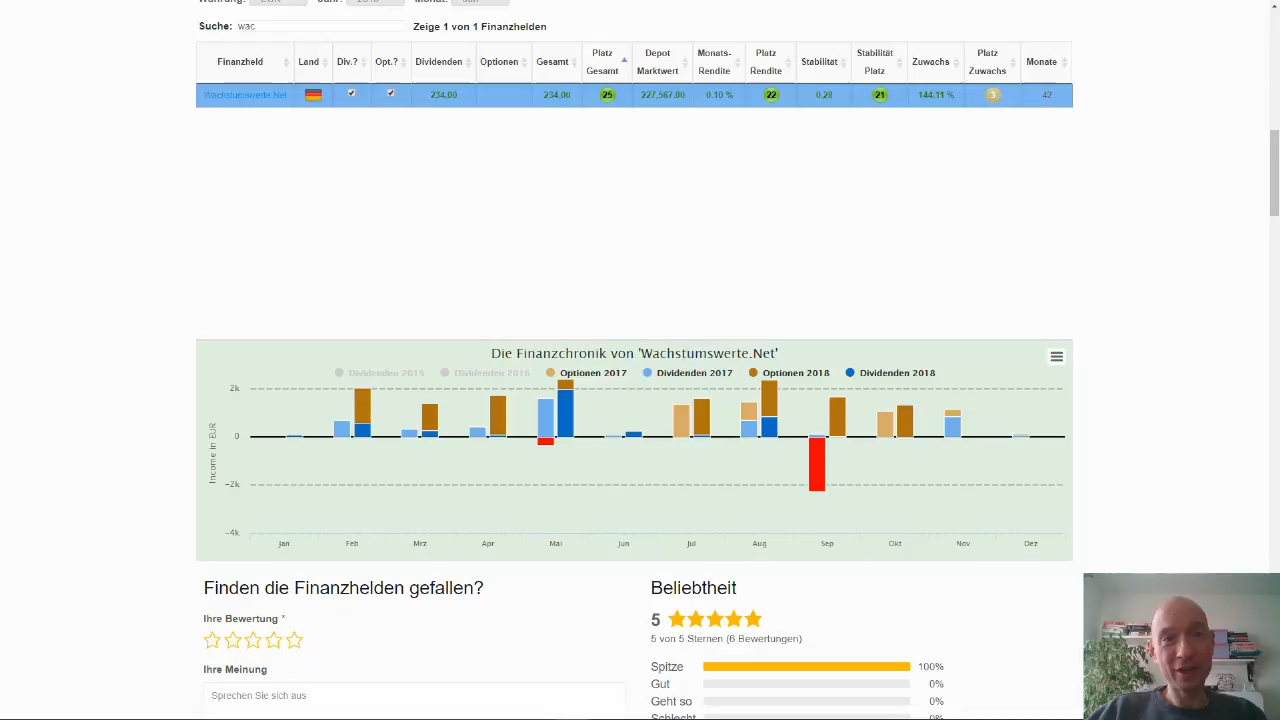 Suche: wac Zeige 1 von 1 Finanzhelden
Finanzheld Land Div.? Opt.? Dividenden Optionen Gesamt Platz Gesamt Depot Marktwert Monats-Rendite Platz Rendite Stabilität Stabilität Platz Zuwachs Platz Zuwachs Monate
Wachstumswerte.Net 234.00 234.00 25 227,567.00 0.10 % 22 0.28 21 144.11 % 3 42
Die Finanzchronik von 'Wachstumswerte.Net'
Dividenden 2015 Dividenden 2016 Optionen 2017 Dividenden 2017 Optionen 2018 Dividenden 2018
Income in EUR
2k
0
−2k
−4k
Jan Feb Mrz Apr Mai Jun Jul Aug Sep Okt Nov Dez
Finden die Finanzhelden gefallen?
Ihre Bewertung *
Ihre Meinung
Sprechen Sie sich aus
Beliebtheit
5
5 von 5 Sternen (6 Bewertungen)
Spitze 100%
Gut 0%
Geht so 0%
Schlecht 0%